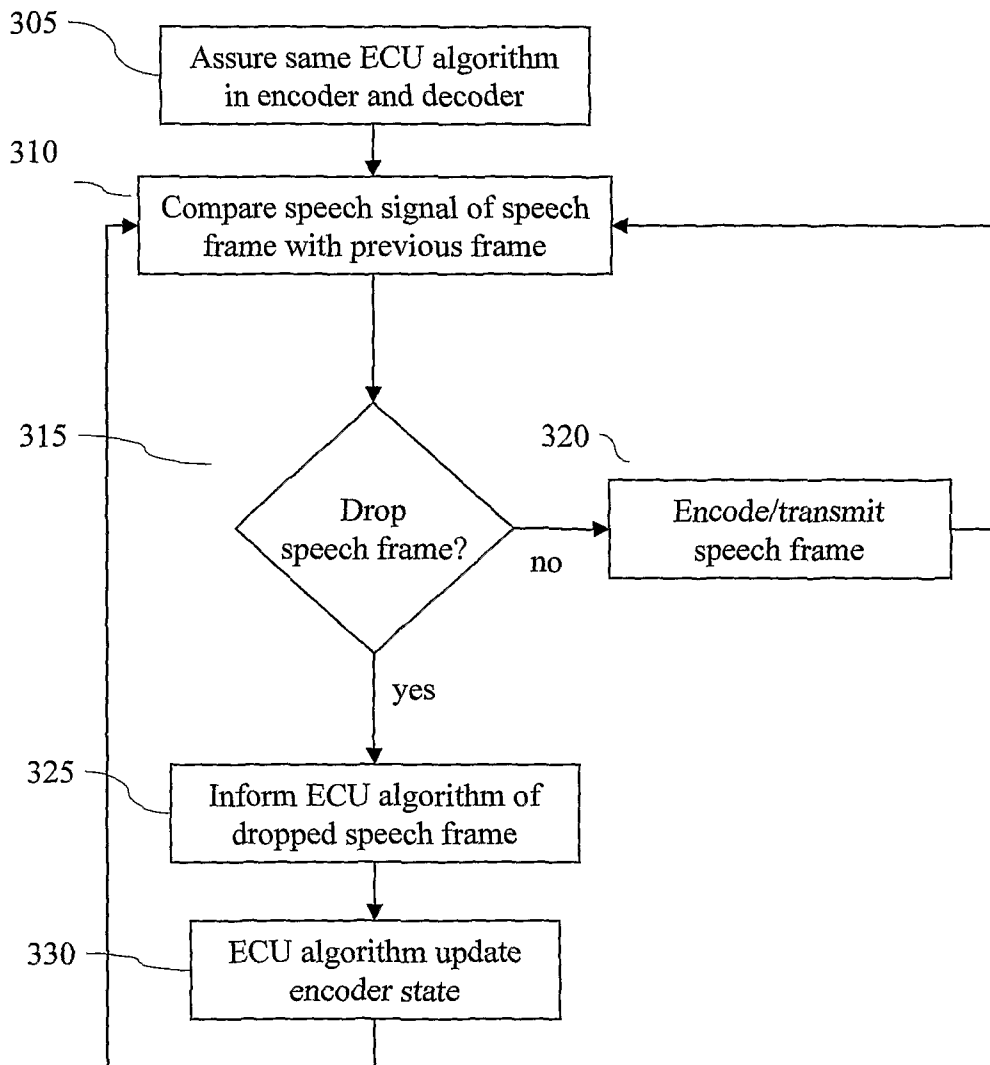 305
Assure same ECU algorithm
in encoder and decoder
310
Compare speech signal of speech
frame with previous frame
315
Drop
speech frame?
no
320
Encode/transmit
speech frame
yes
325
Inform ECU algorithm of
dropped speech frame
330
ECU algorithm update
encoder state